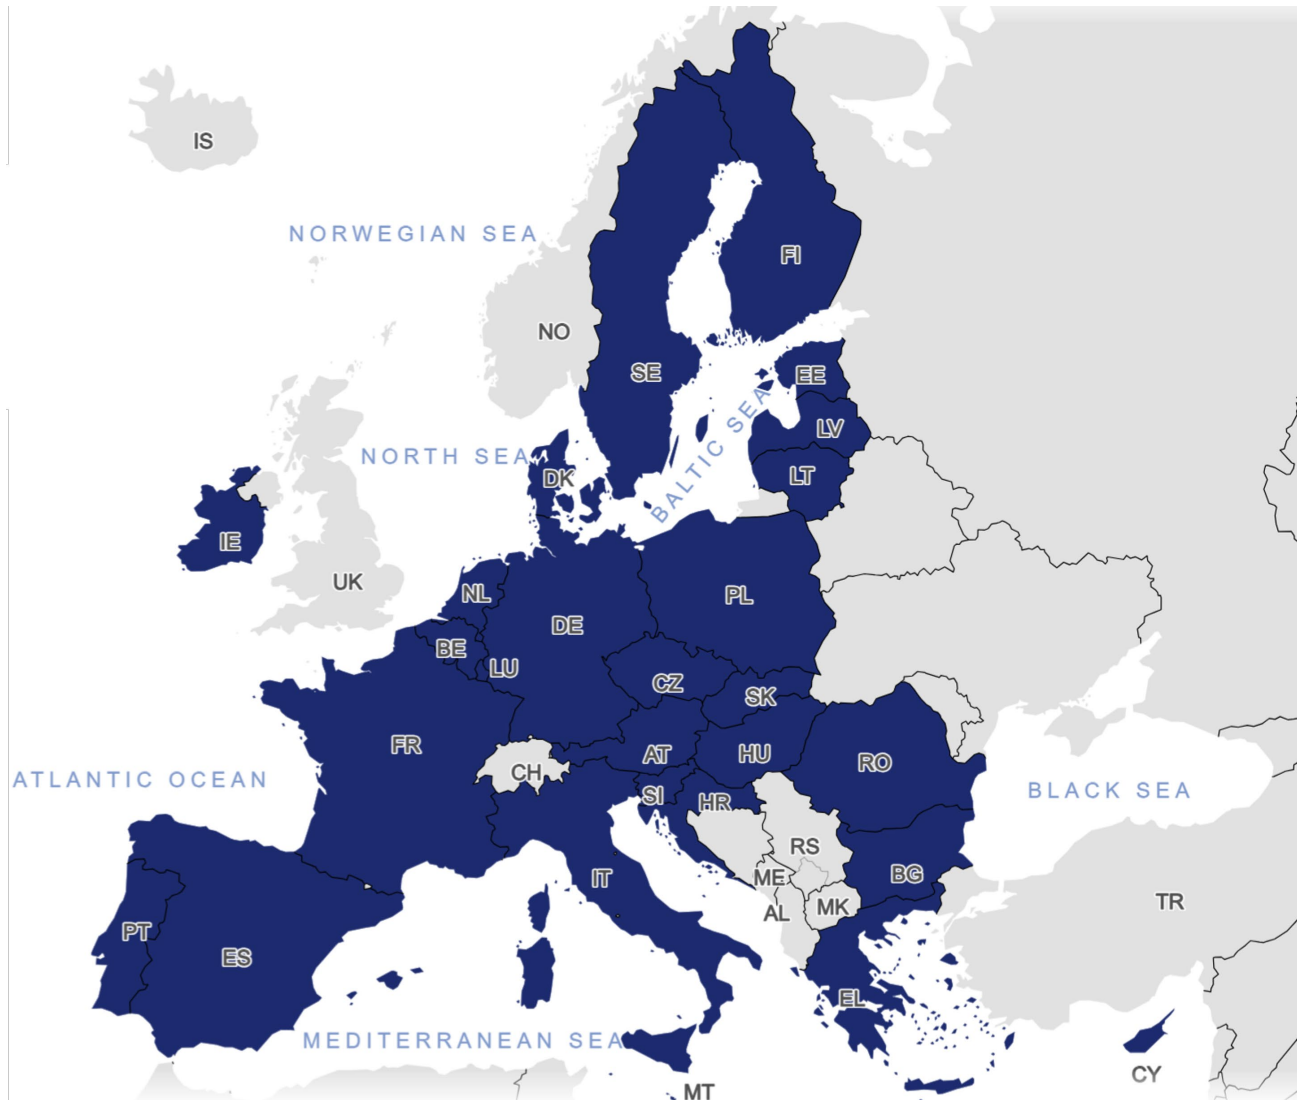 IS
NORWEGIAN SEA
FI
NO
SE
EE
LV
NORTH SEA
BALTIC SEA
DK
LT
IE
UK
NL
PL
DE
BE
LU
CZ
SK
FR
AT
HU
RO
CH
ATLANTIC OCEAN
SI
HR
BLACK SEA
RS
ME
IT
BG
AL
MK
TR
PT
ES
EL
MEDITERRANEAN SEA
CY
MT